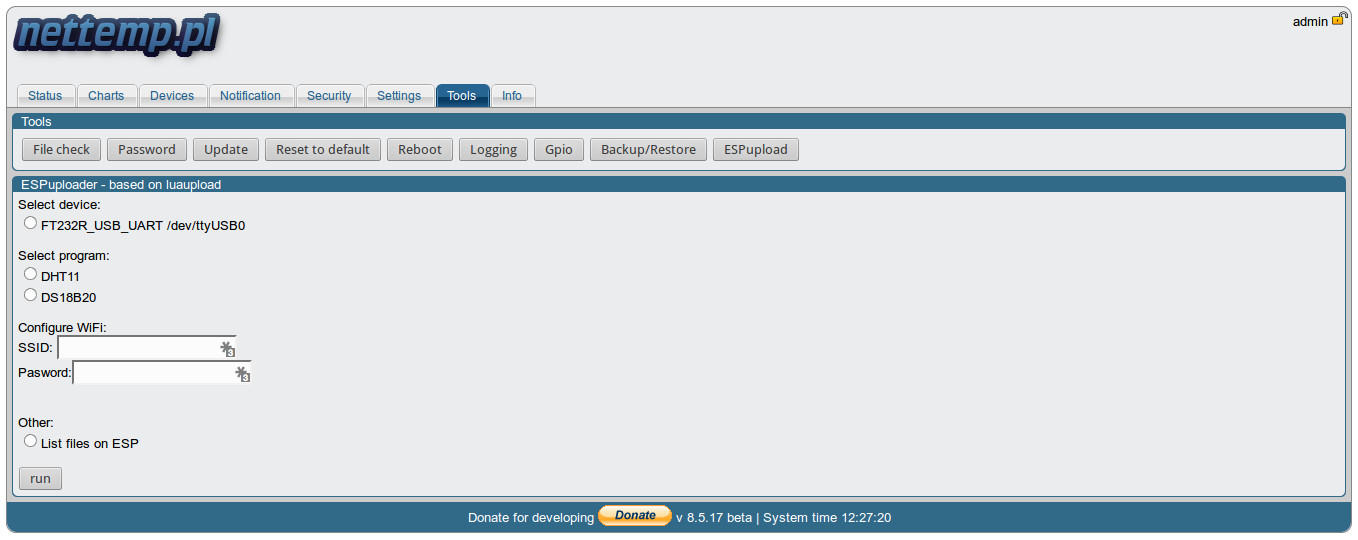 nettemp.pl
admin
Status Charts Devices Notification Security Settings Tools Info
Tools
File check Password Update Reset to default Reboot Logging Gpio Backup/Restore ESPupload
ESPuploader - based on luaupload
Select device:
FT232R_USB_UART /dev/ttyUSB0
Select program:
DHT11
DS18B20
Configure WiFi:
SSID: 3
Pasword: 3
Other:
List files on ESP
run
Donate for developing Donate v 8.5.17 beta | System time 12:27:20